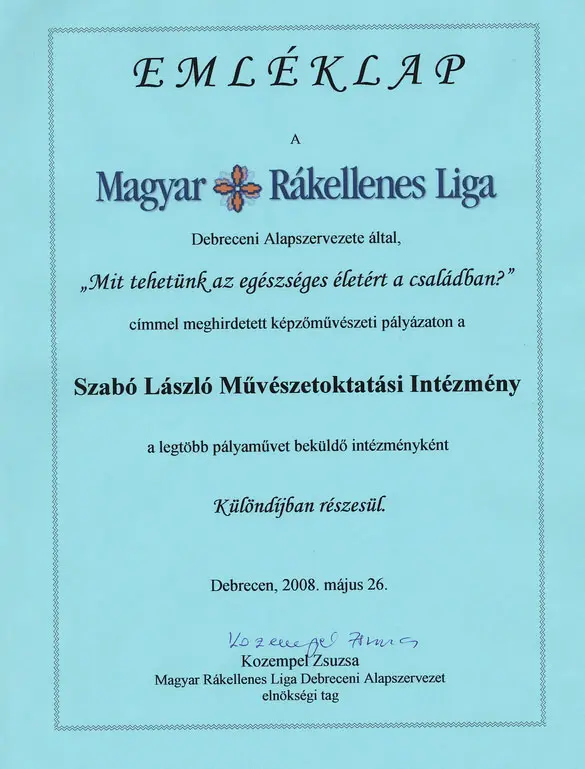 EMLÉKLAP
A
Magyar Rákellenes Liga
Debreceni Alapszervezete által,
„Mit tehetünk az egészséges életért a családban?”
címmel meghirdetett képzőművészeti pályázaton a
Szabó László Művészetoktatási Intézmény
a legtöbb pályaművet beküldő intézményként
Különdíjban részesül.
Debrecen, 2008. május 26.
Kozempel Zsuzsa
Kozempel Zsuzsa
Magyar Rákellenes Liga Debreceni Alapszervezet
elnökségi tag